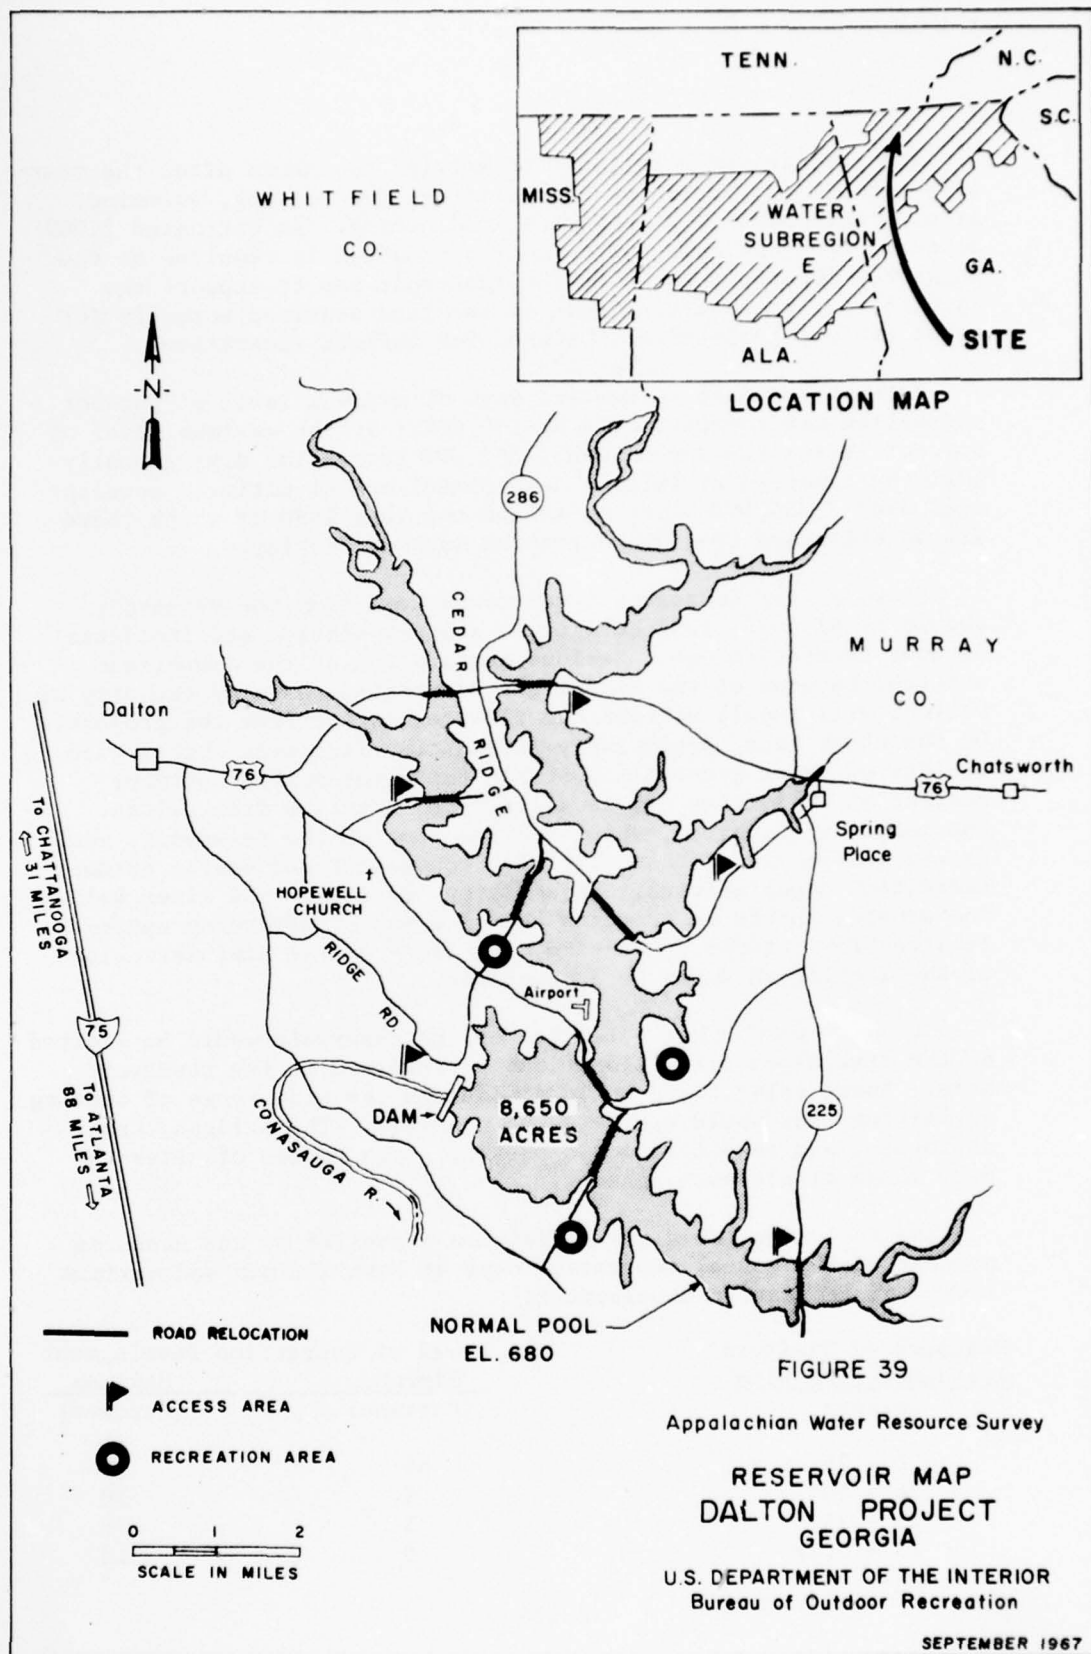 TENN.
N.C.
S.C.
MISS.
WATER
SUBREGION
E
GA.
ALA.
SITE
LOCATION MAP
WHITFIELD
CO.
-N-
286
CEDAR
RIDGE
MURRAY
CO.
Dalton
76
76
Chatsworth
Spring
Place
To CHATTANOOGA
31 MILES
HOPEWELL
CHURCH
RIDGE
RD.
Airport
75
To ATLANTA
88 MILES
DAM
8,650
ACRES
225
CONASAUGA R.
NORMAL POOL
EL. 680
ROAD RELOCATION
ACCESS AREA
RECREATION AREA
0 1 2
SCALE IN MILES
FIGURE 39
Appalachian Water Resource Survey
RESERVOIR MAP
DALTON PROJECT
GEORGIA
U.S. DEPARTMENT OF THE INTERIOR
Bureau of Outdoor Recreation
SEPTEMBER 1967